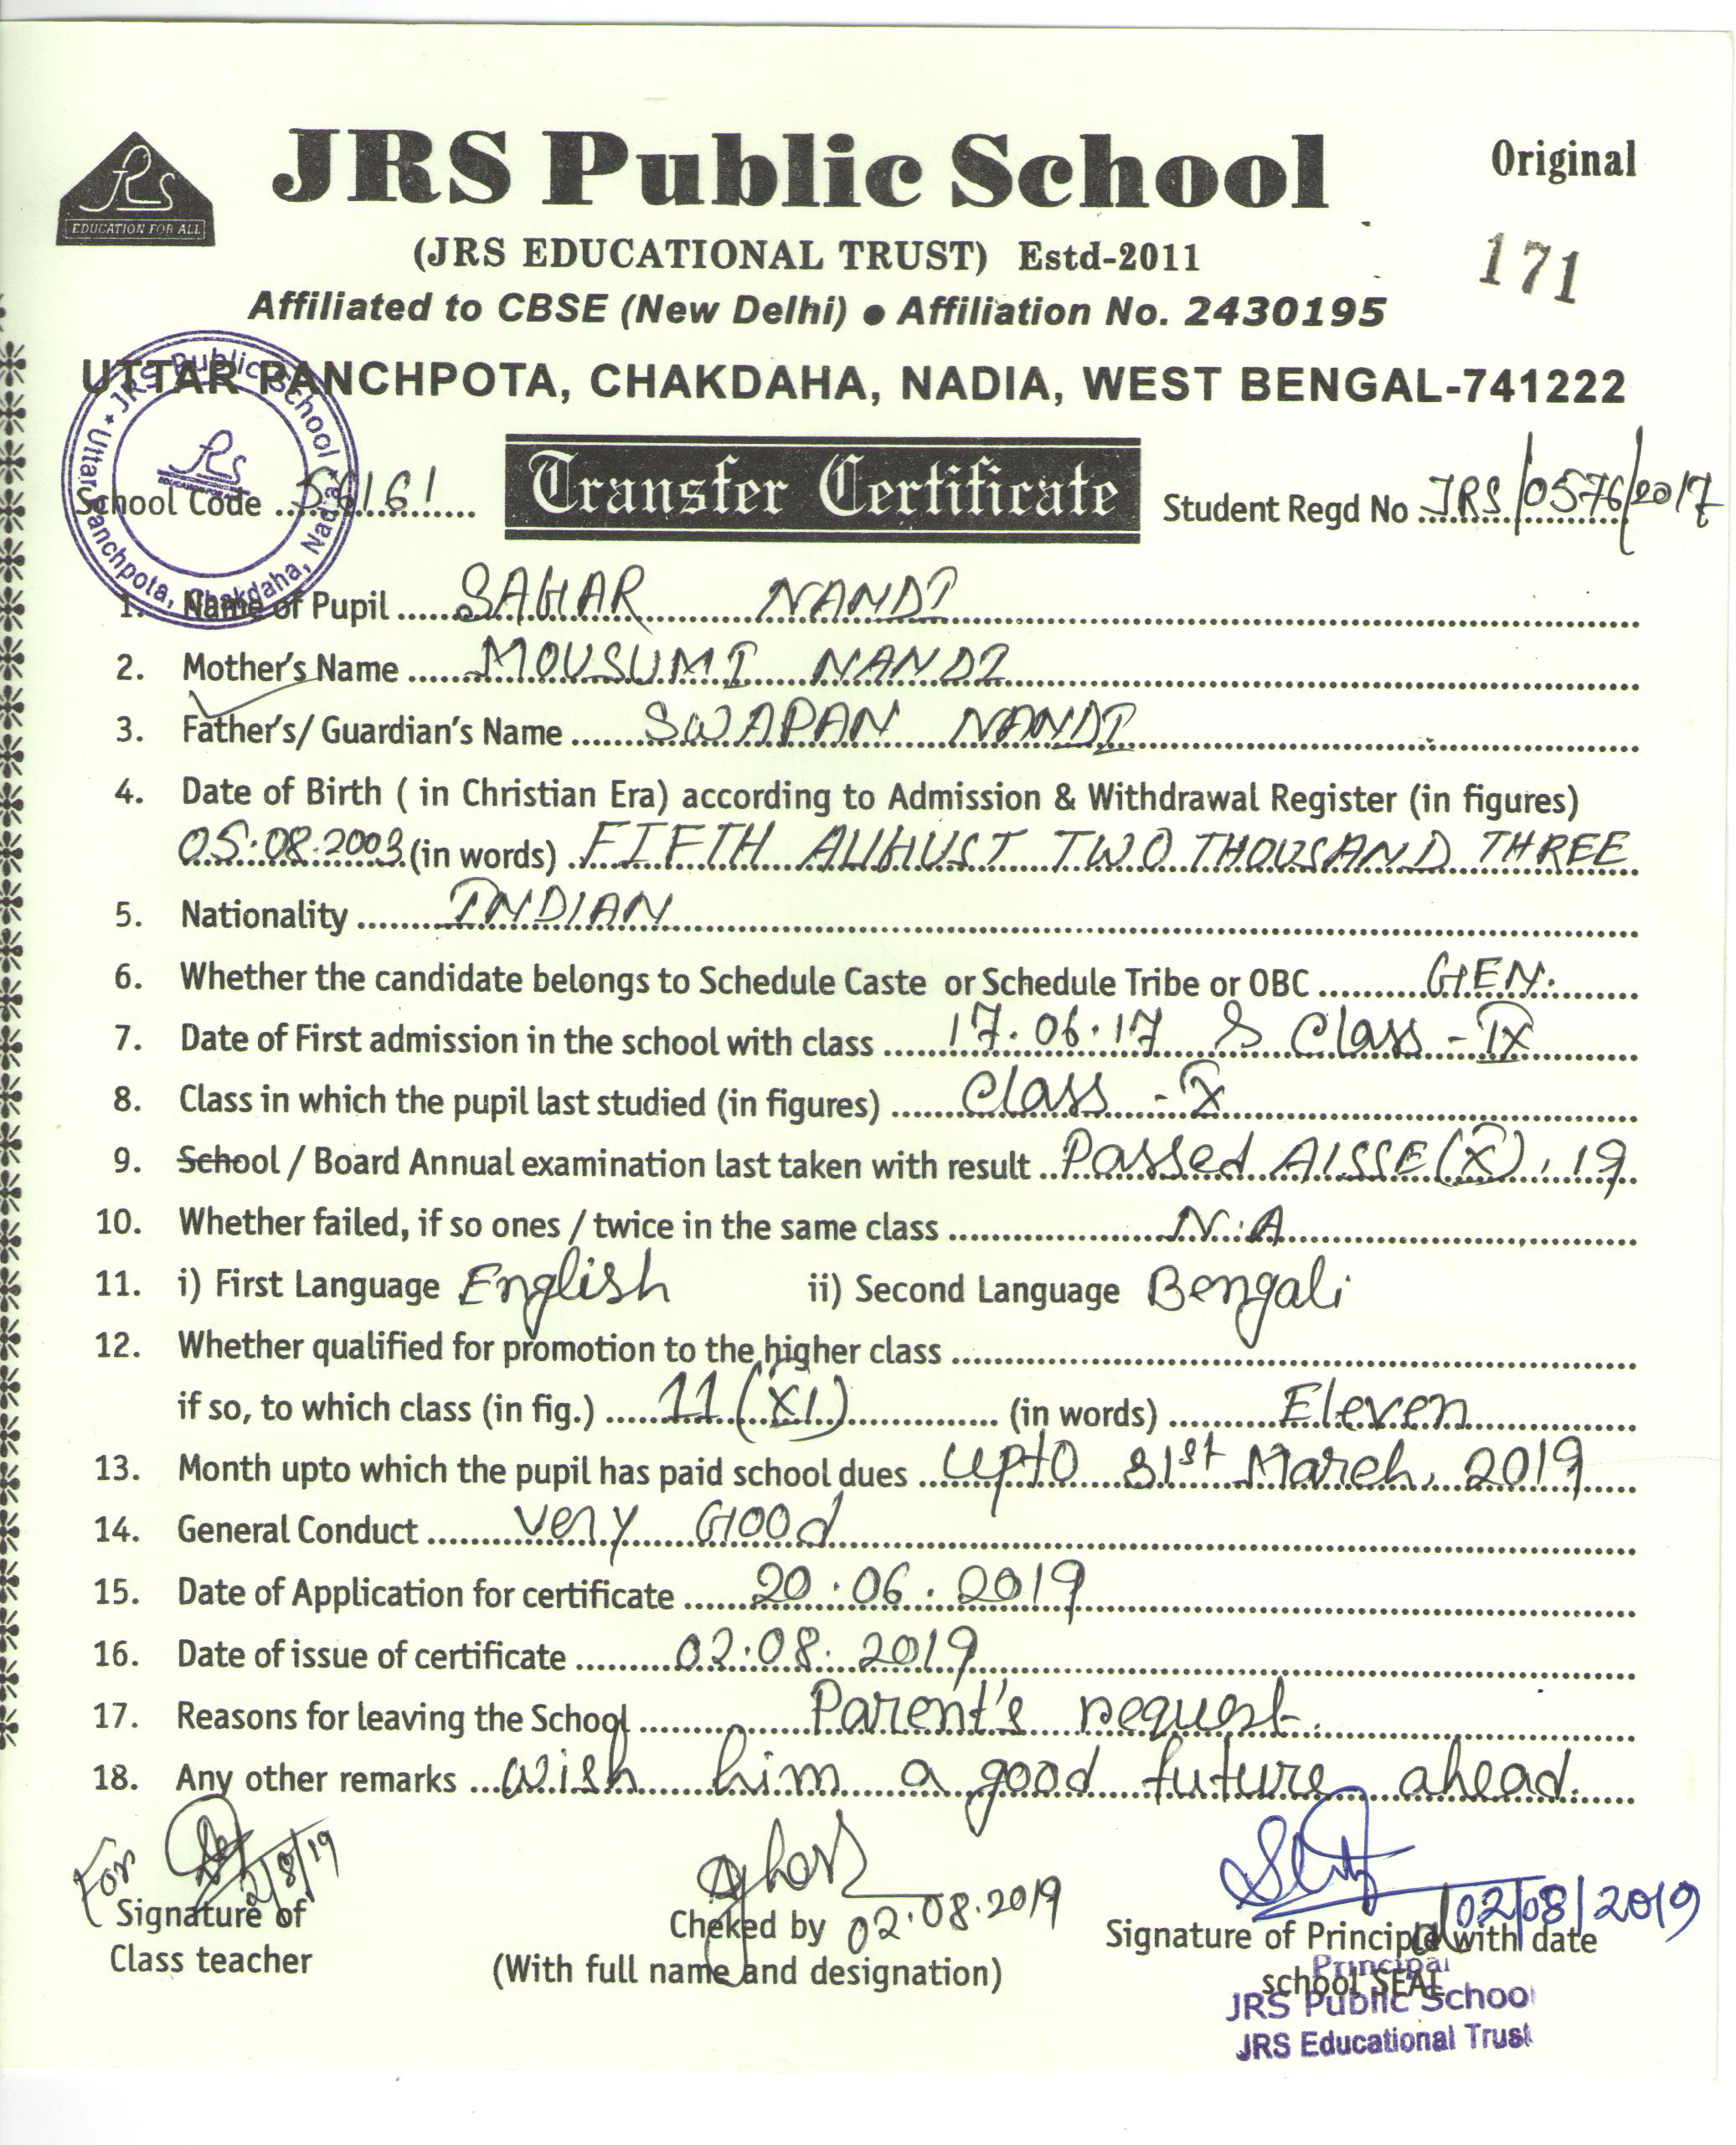 JRS Public School
Original
JRS
EDUCATION FOR ALL
(JRS EDUCATIONAL TRUST) Estd-2011
171
Affiliated to CBSE (New Delhi) ● Affiliation No. 2430195
UTTAR PANCHPOTA, CHAKDAHA, NADIA, WEST BENGAL-741222
★ JRS Public School ★ Uttar Panchpota, Chakdaha, Nadia
School Code 56161
Transfer Certificate
Student Regd No JRS/0576/2017
1. Name of Pupil SAGAR NANDI
2. Mother's Name MOUSUMI NANDI
3. Father's/ Guardian's Name SWAPAN NANDI
4. Date of Birth ( in Christian Era) according to Admission & Withdrawal Register (in figures)
05.08.2003 (in words) FIFTH AUGUST TWO THOUSAND THREE
5. Nationality INDIAN
6. Whether the candidate belongs to Schedule Caste or Schedule Tribe or OBC GEN.
7. Date of First admission in the school with class 17.06.17 & Class - IX
8. Class in which the pupil last studied (in figures) Class - X
9. School / Board Annual examination last taken with result Passed AISSE(X), 19
10. Whether failed, if so ones / twice in the same class N.A
11. i) First Language English ii) Second Language Bengali
12. Whether qualified for promotion to the higher class
if so, to which class (in fig.) 11 (XI) (in words) Eleven
13. Month upto which the pupil has paid school dues upto 31st March, 2019
14. General Conduct Very Good
15. Date of Application for certificate 20.06.2019
16. Date of issue of certificate 02.08.2019
17. Reasons for leaving the School Parent's request.
18. Any other remarks Wish him a good future ahead.
For 2/8/19
Signature of
Class teacher
Cheked by 02.08.2019
(With full name and designation)
02/08/2019
Signature of Principle with date
school SEAL
Principal
JRS Public School
JRS Educational Trust